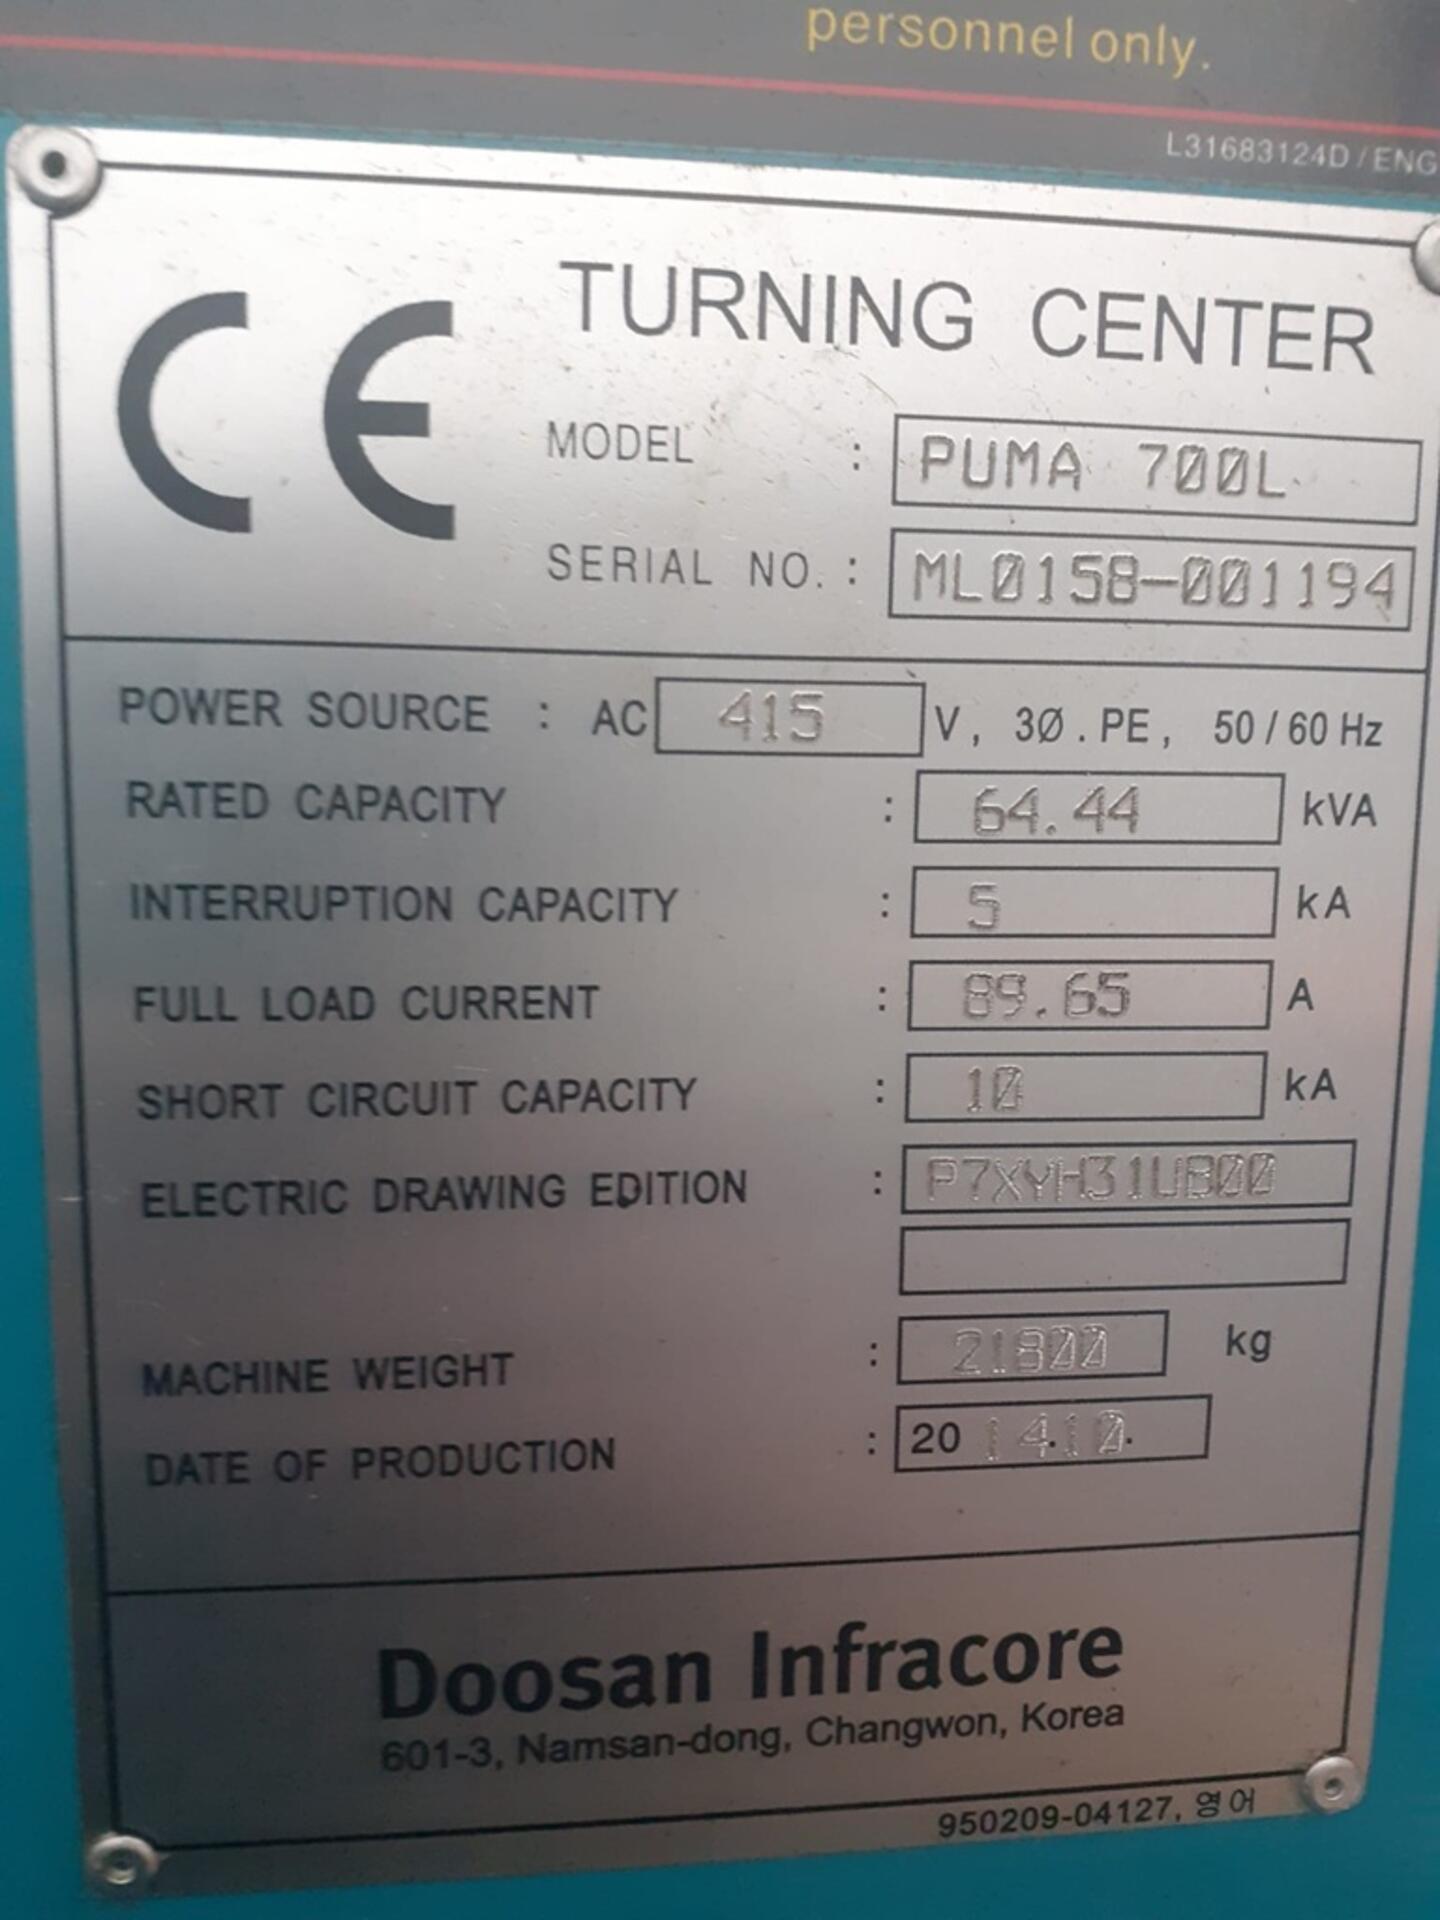 personnel only.
L31683124D / ENG
CE TURNING CENTER
MODEL : PUMA 700L
SERIAL NO. : ML0158-001194
POWER SOURCE : AC 415 V, 3Ø.PE, 50/60 Hz
RATED CAPACITY : 64.44 kVA
INTERRUPTION CAPACITY : 5 kA
FULL LOAD CURRENT : 89.65 A
SHORT CIRCUIT CAPACITY : 10 kA
ELECTRIC DRAWING EDITION : P7XYH31UB00
MACHINE WEIGHT : 21800 kg
DATE OF PRODUCTION : 20 14.10.
Doosan Infracore
601-3, Namsan-dong, Changwon, Korea
950209-04127, 영어